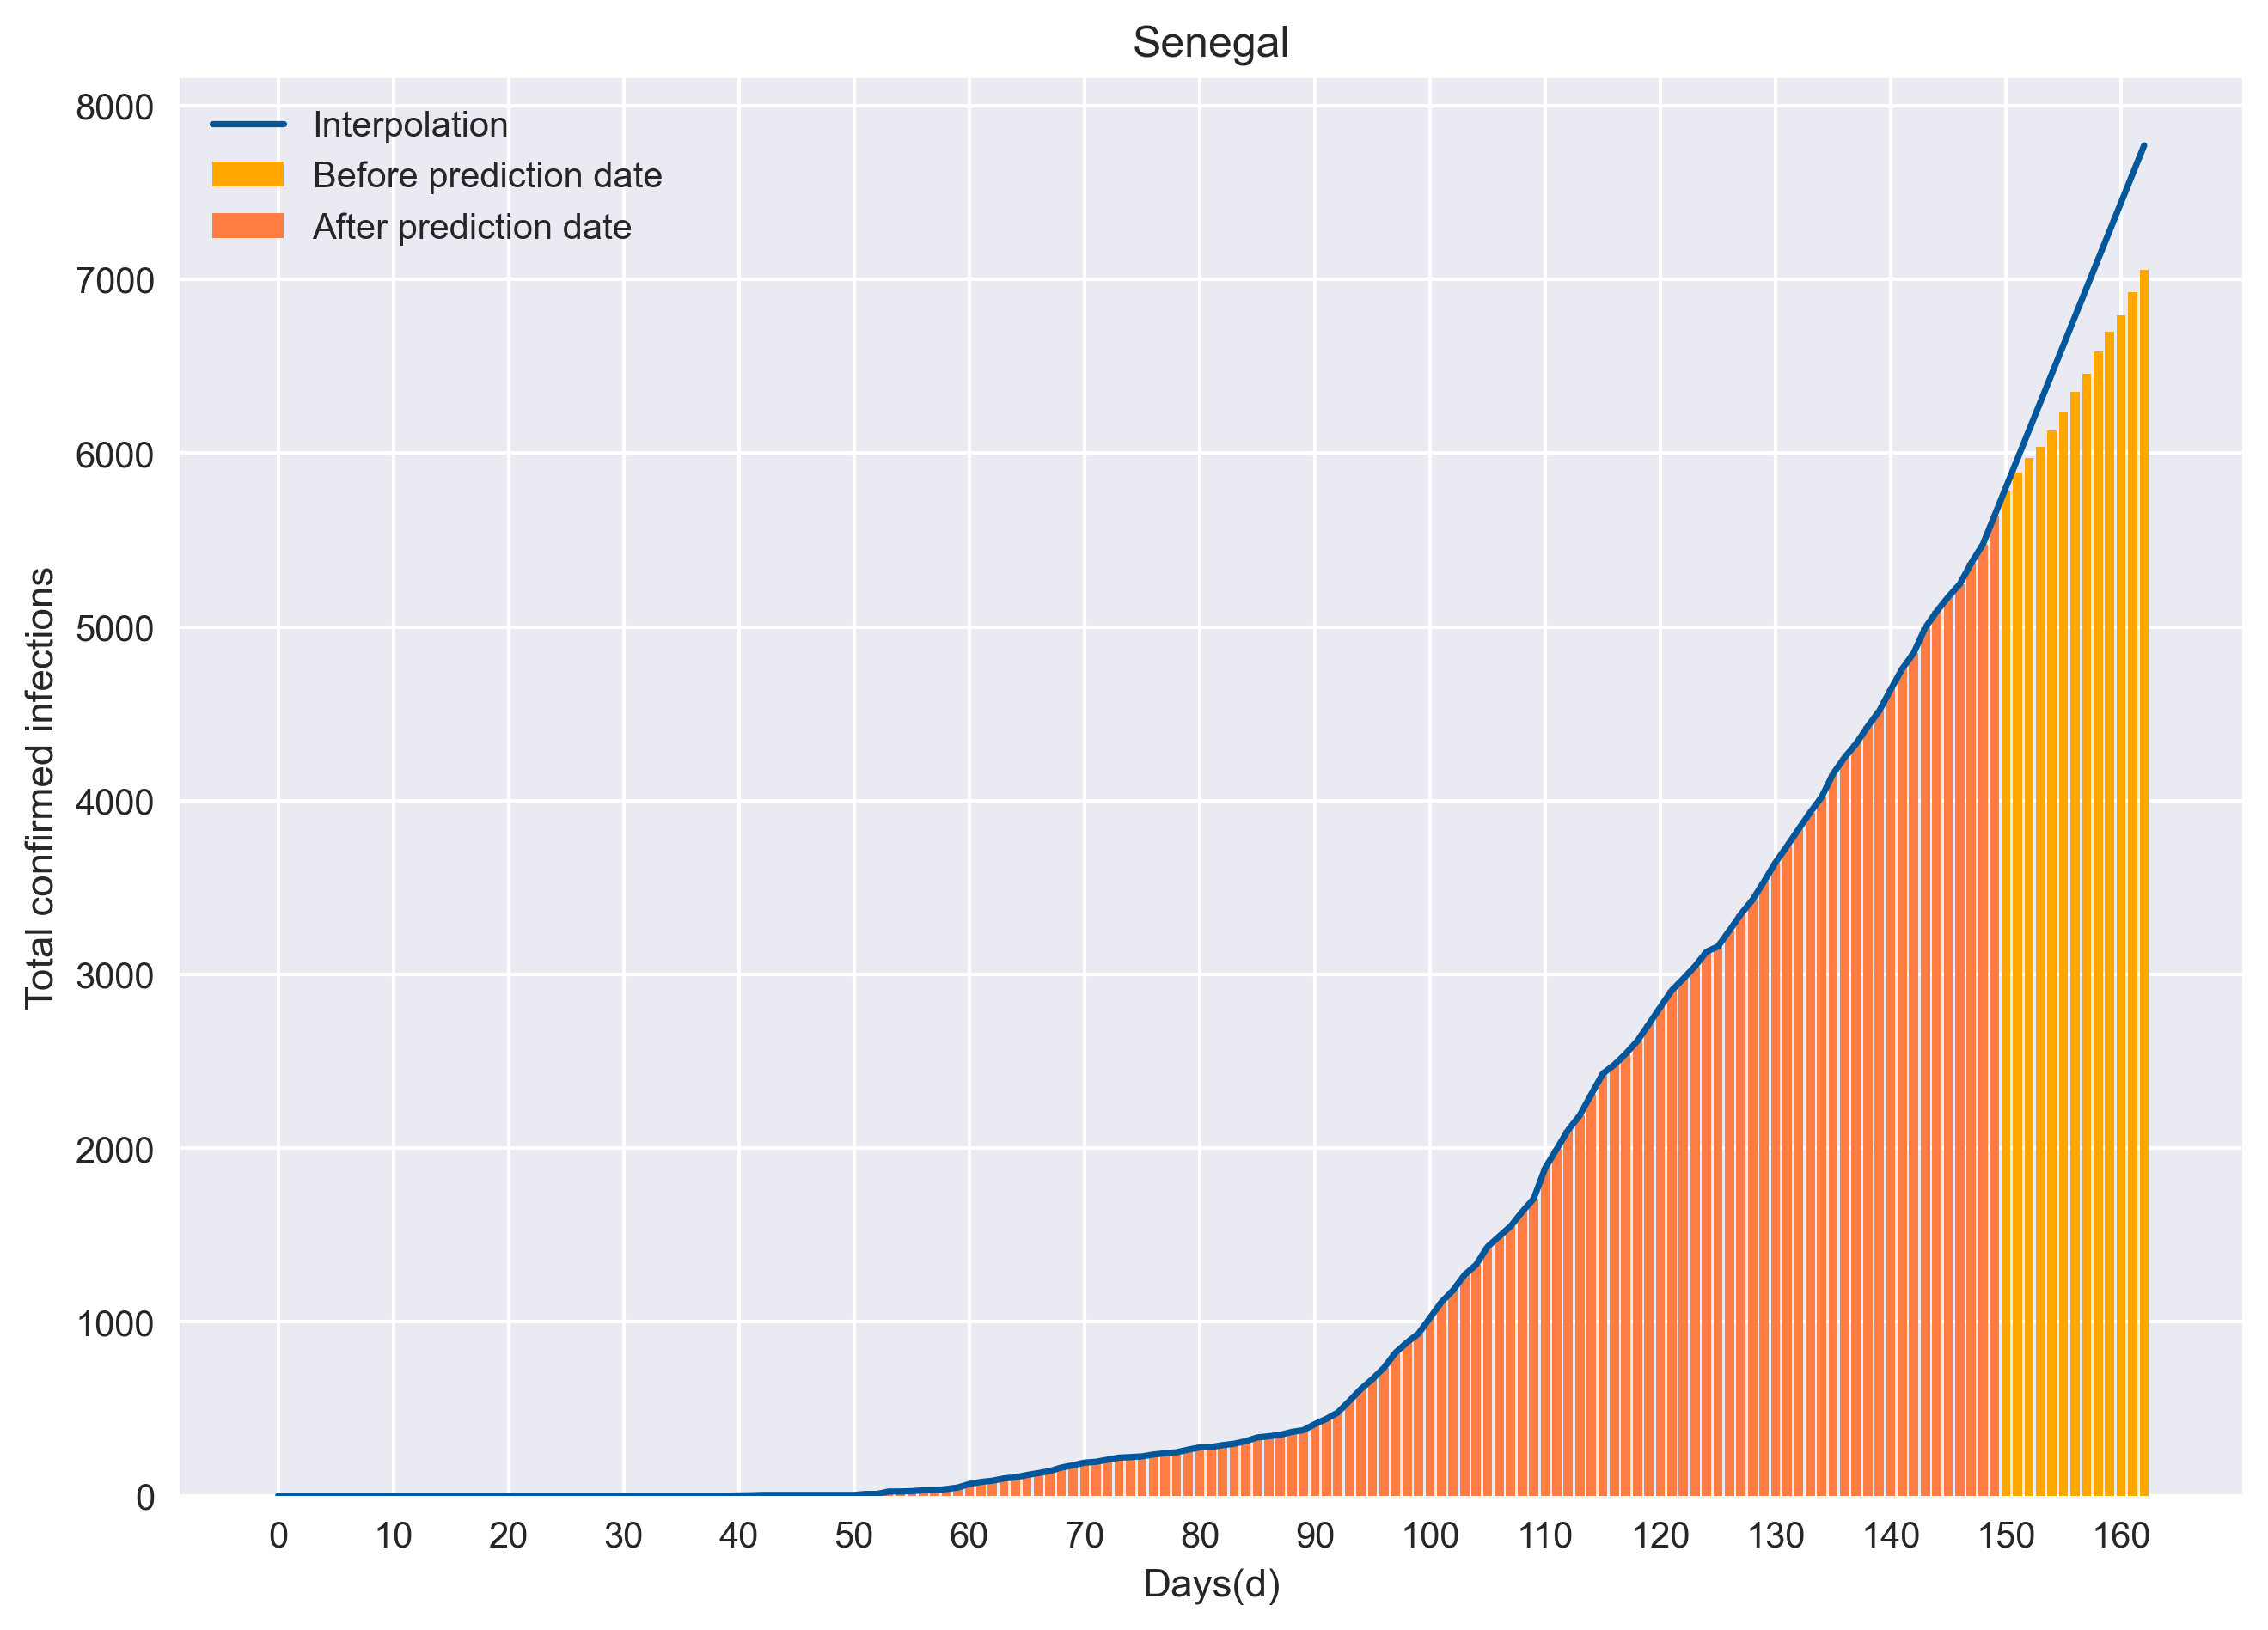 Senegal
Interpolation
Before prediction date
After prediction date
Total confirmed infections
8000
7000
6000
5000
4000
3000
2000
1000
0
0 10 20 30 40 50 60 70 80 90 100 110 120 130 140 150 160
Days(d)